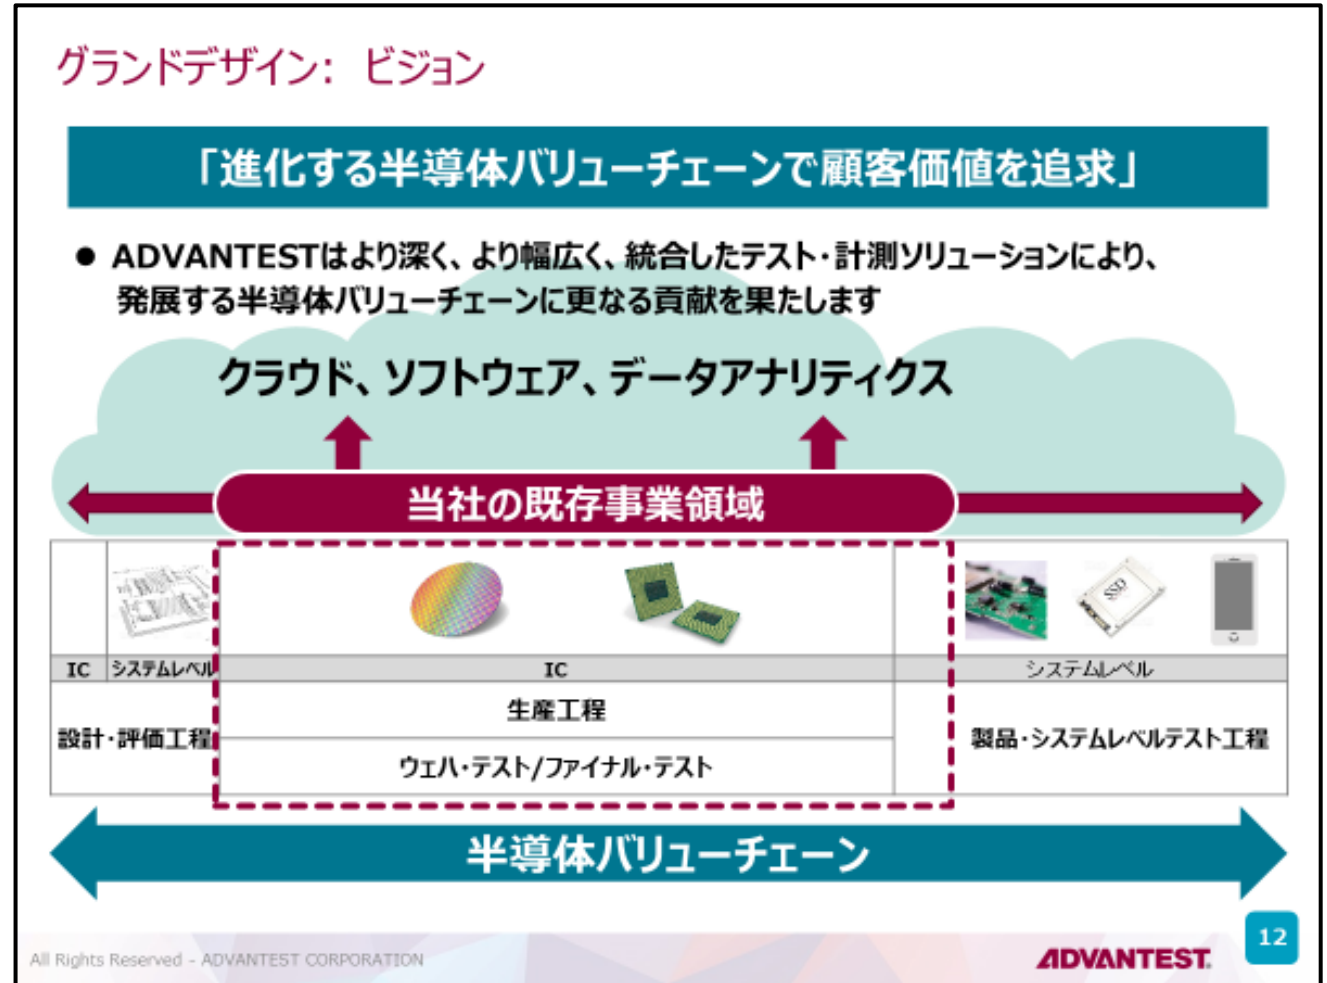 グランドデザイン： ビジョン
「進化する半導体バリューチェーンで顧客価値を追求」
● ADVANTESTはより深く、より幅広く、統合したテスト・計測ソリューションにより、
発展する半導体バリューチェーンに更なる貢献を果たします
クラウド、ソフトウェア、データアナリティクス
当社の既存事業領域
SSD
IC システムレベル IC システムレベル
生産工程
設計・評価工程 製品・システムレベルテスト工程
ウェハ・テスト/ファイナル・テスト
半導体バリューチェーン
12
All Rights Reserved - ADVANTEST CORPORATION
ADVANTEST.